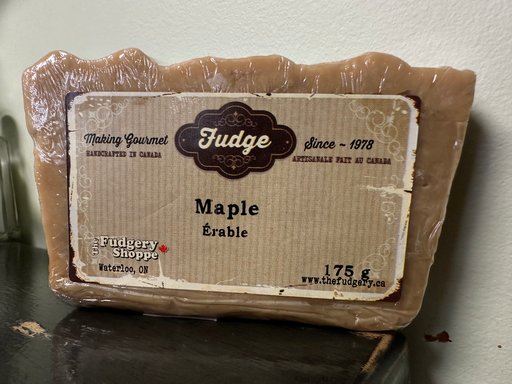 Making Gourmet
HANDCRAFTED IN CANADA
Fudge
Since ~ 1978
ARTISANALE FAIT AU CANADA
Maple
Érable
The Fudgery
Shoppe
Waterloo, ON
175 g
www.thefudgery.ca